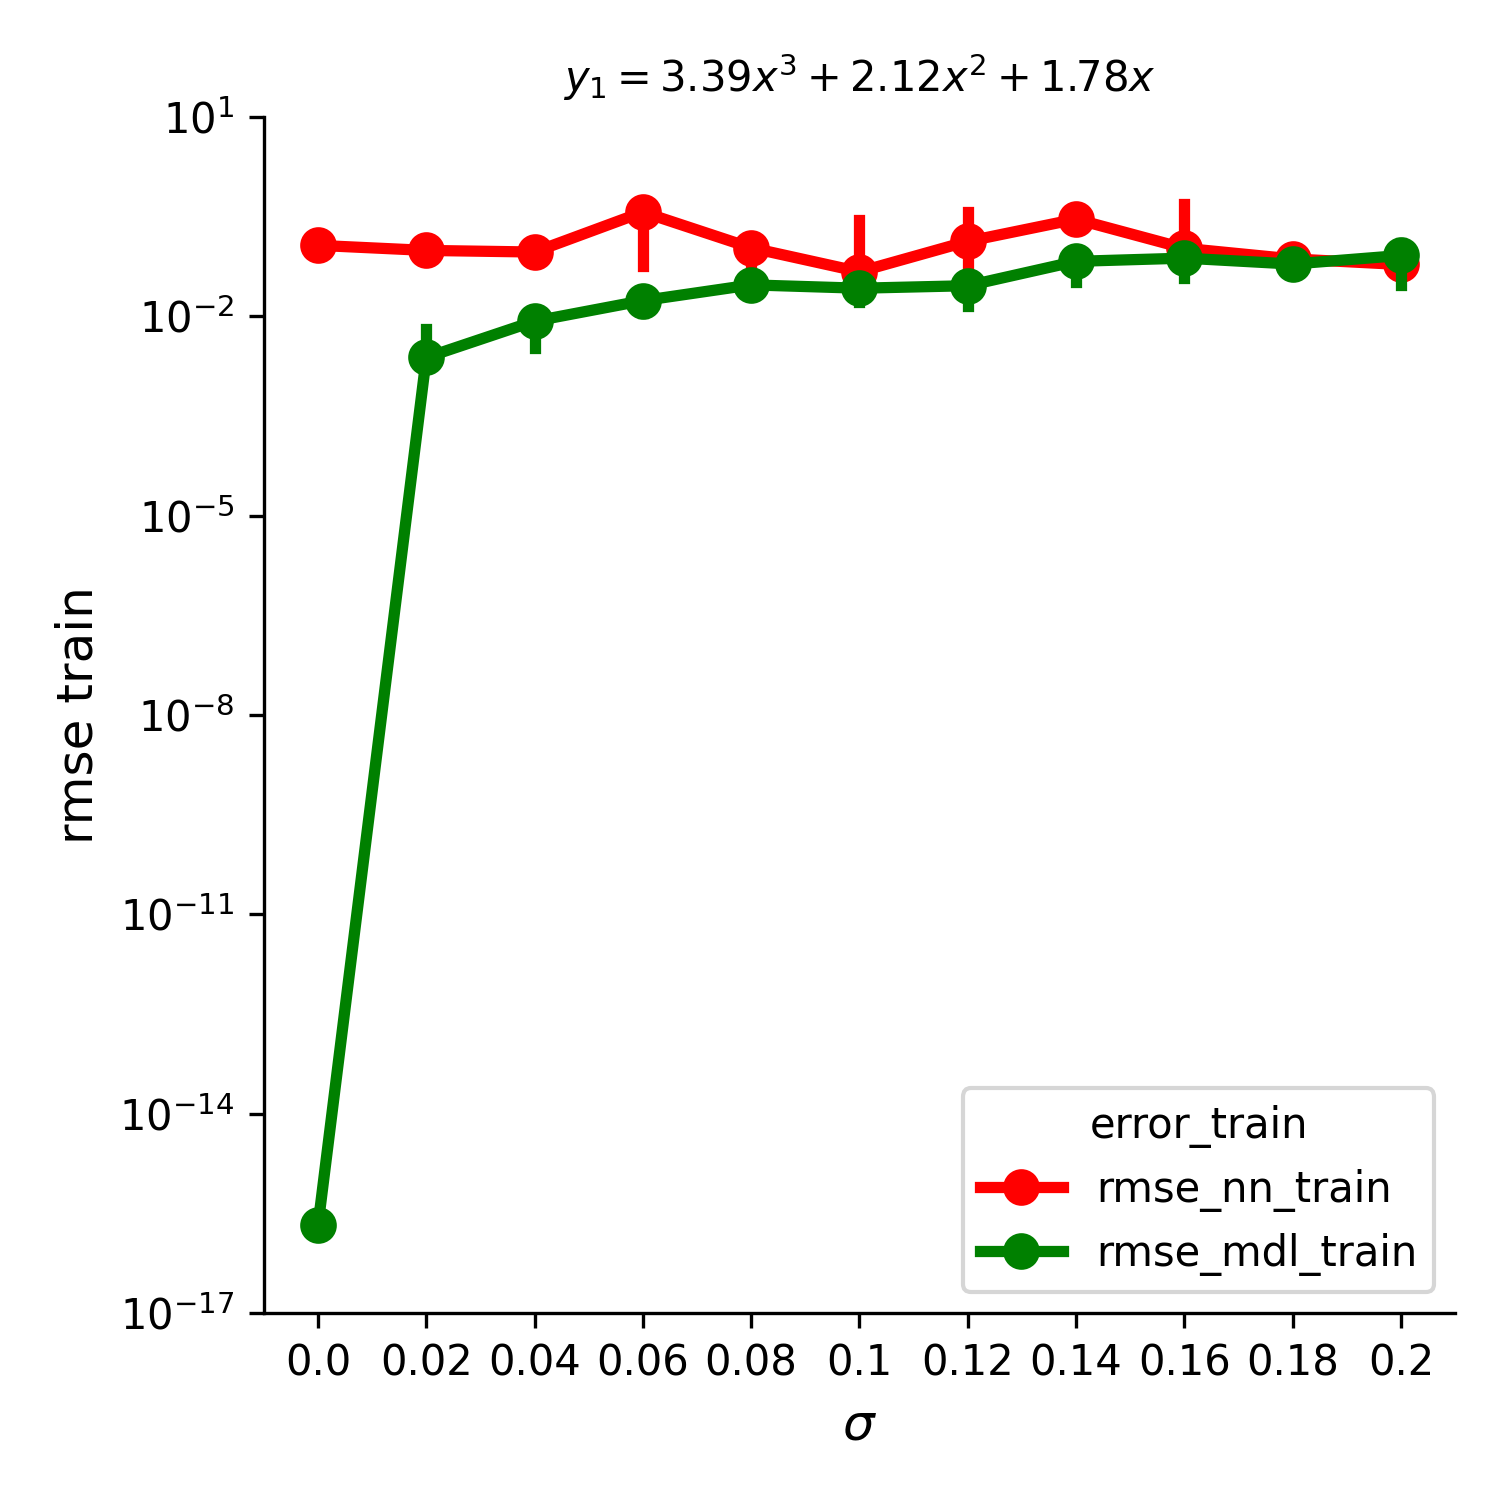 y₁ = 3.39x³ + 2.12x² + 1.78x
10¹
10⁻²
10⁻⁵
10⁻⁸
10⁻¹¹
10⁻¹⁴
10⁻¹⁷
rmse train
0.0 0.02 0.04 0.06 0.08 0.1 0.12 0.14 0.16 0.18 0.2
σ
error_train
rmse_nn_train
rmse_mdl_train